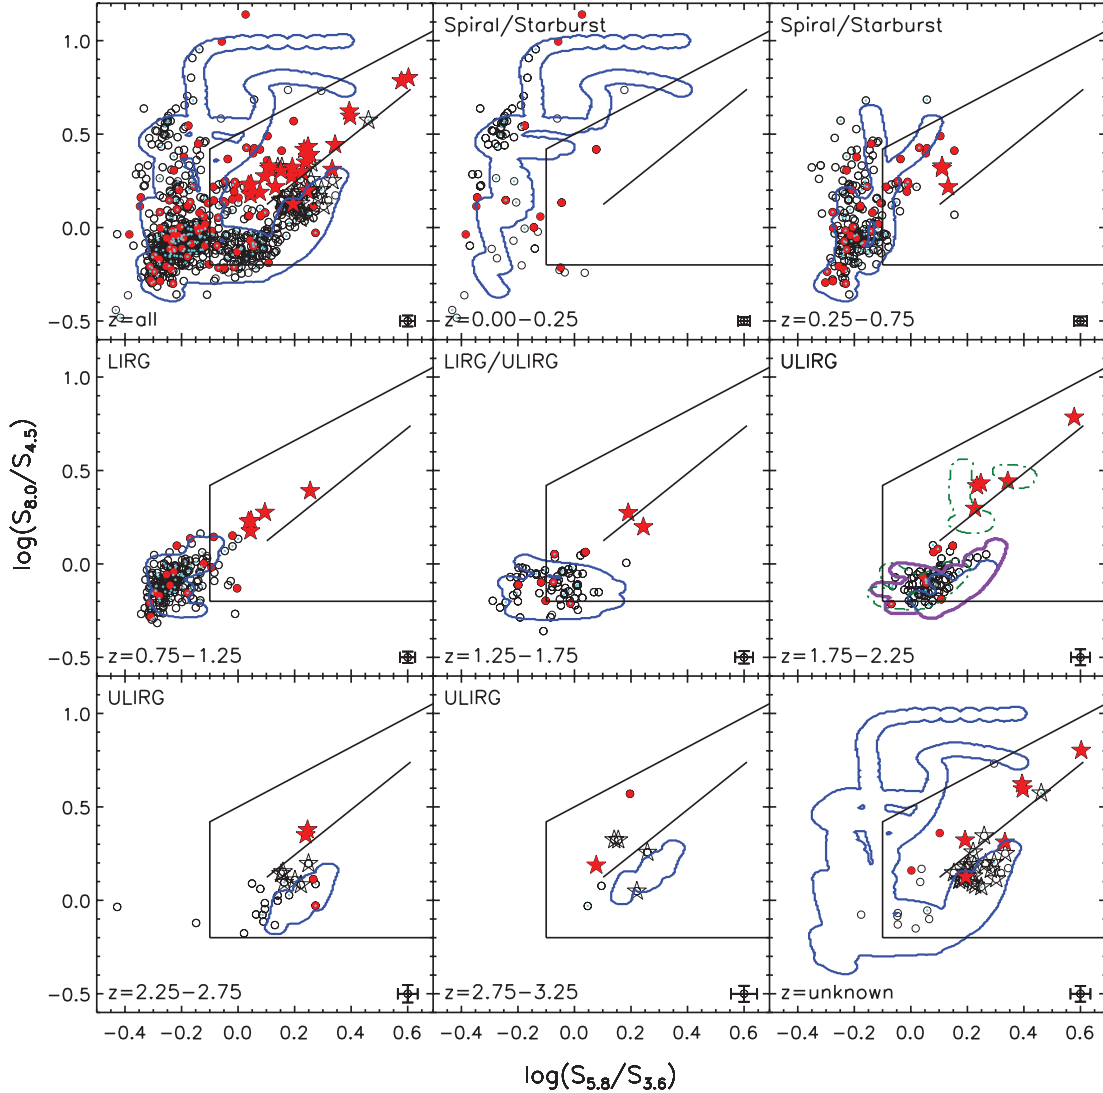 Spiral/Starburst
Spiral/Starburst
1.0
0.5
0.0
−0.5
z=all
z=0.00−0.25
z=0.25−0.75
LIRG
LIRG/ULIRG
ULIRG
1.0
0.5
0.0
−0.5
z=0.75−1.25
z=1.25−1.75
z=1.75−2.25
log(S8.0/S4.5)
ULIRG
ULIRG
1.0
0.5
0.0
−0.5
z=2.25−2.75
z=2.75−3.25
z=unknown
−0.4 −0.2 0.0 0.2 0.4 0.6
−0.4 −0.2 0.0 0.2 0.4 0.6
−0.4 −0.2 0.0 0.2 0.4 0.6
log(S5.8/S3.6)